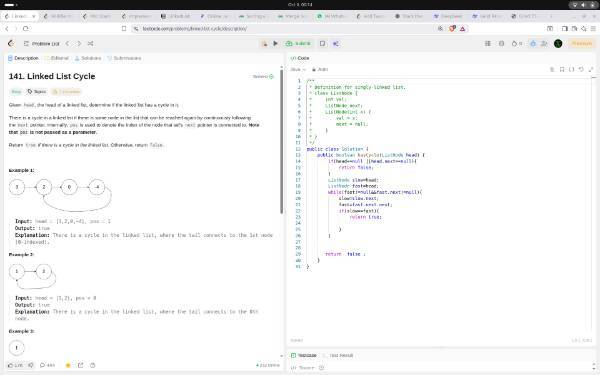 Problem List
Submit
Premium
Description
Editorial
Solutions
Submissions
141. Linked List Cycle
Solved
Easy
Topics
Companies
Given head, the head of a linked list, determine if the linked list has a cycle in it.
There is a cycle in a linked list if there is some node in the list that can be reached again by continuously following
the next pointer. Internally, pos is used to denote the index of the node that tail's next pointer is connected to. Note
that pos is not passed as a parameter.
Return true if there is a cycle in the linked list. Otherwise, return false.
Example 1:
3
2
0
-4
Input: head = [3,2,0,-4], pos = 1
Output: true
Explanation: There is a cycle in the linked list, where the tail connects to the 1st node
(0-indexed).
Example 2:
1
2
Input: head = [1,2], pos = 0
Output: true
Explanation: There is a cycle in the linked list, where the tail connects to the 0th
node.
Example 3:
1
Code
Java
Auto
/**
* Definition for singly-linked list.
* class ListNode {
* int val;
* ListNode next;
* ListNode(int x) {
* val = x;
* next = null;
* }
* }
*/
public class Solution {
public boolean hasCycle(ListNode head) {
if(head==null ||head.next==null){
return false;
}
ListNode slow=head;
ListNode fast=head;
while(fast!=null&&fast.next!=null){
slow=slow.next;
fast=fast.next.next;
if(slow==fast){
return true;
}
}
return false ;
}
}
Testcase
Test Result
Source